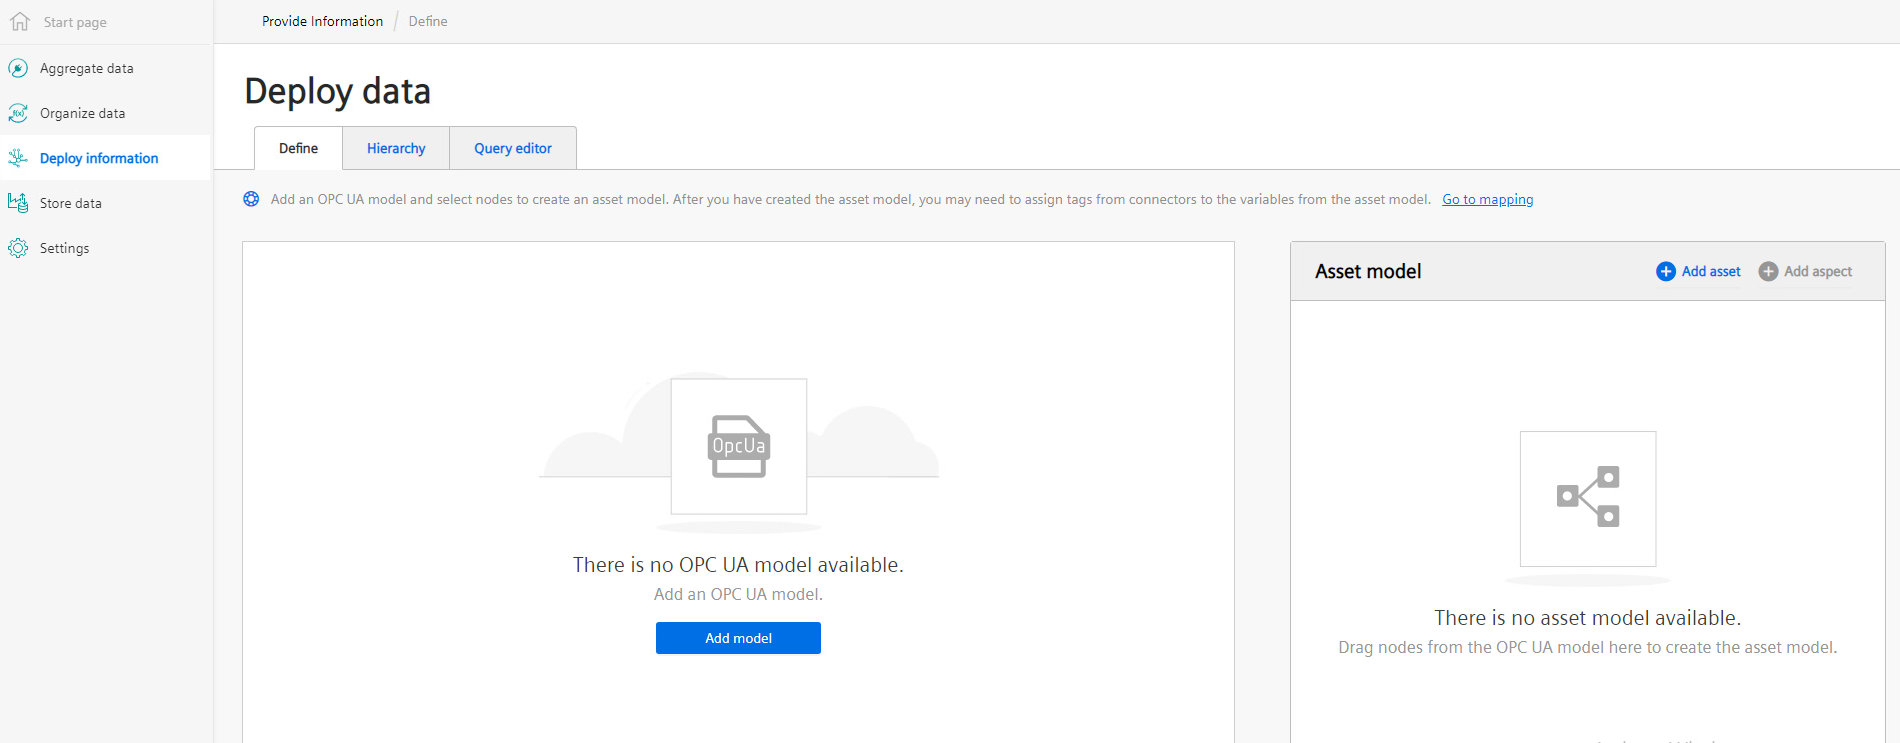 Start page
Aggregate data
Organize data
Deploy information
Store data
Settings
Provide Information / Define
Deploy data
Define
Hierarchy
Query editor
Add an OPC UA model and select nodes to create an asset model. After you have created the asset model, you may need to assign tags from connectors to the variables from the asset model. Go to mapping
OpcUa
There is no OPC UA model available.
Add an OPC UA model.
Add model
Asset model
Add asset
Add aspect
There is no asset model available.
Drag nodes from the OPC UA model here to create the asset model.